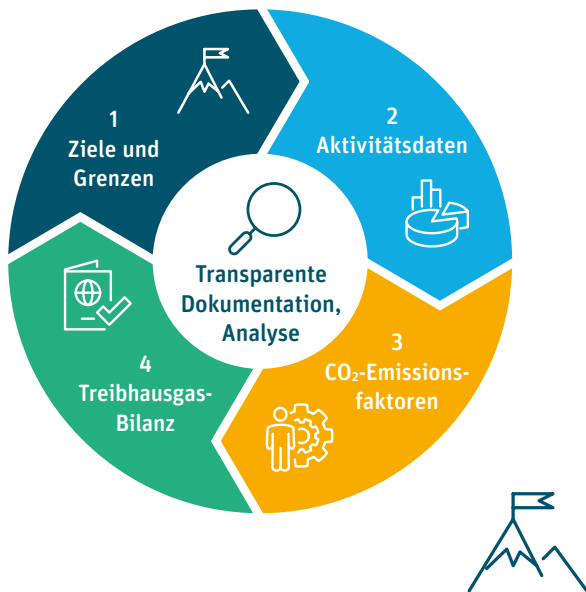 1
Ziele und
Grenzen
2
Aktivitätsdaten
3
CO₂-Emissions-
faktoren
4
Treibhausgas-
Bilanz
Transparente
Dokumentation,
Analyse